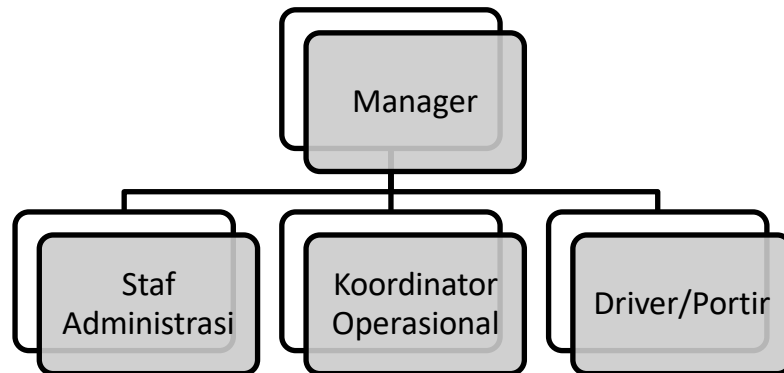 Manager
Staf
Administrasi
Koordinator
Operasional
Driver/Portir